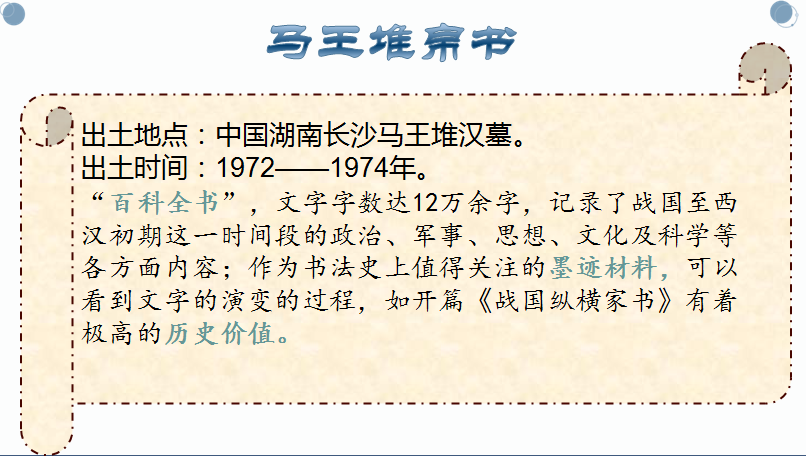 马王堆帛书
出土地点：中国湖南长沙马王堆汉墓。
出土时间：1972——1974年。
“百科全书”，文字字数达12万余字，记录了战国至西
汉初期这一时间段的政治、军事、思想、文化及科学等
各方面内容；作为书法史上值得关注的墨迹材料，可以
看到文字的演变的过程，如开篇《战国纵横家书》有着
极高的历史价值。